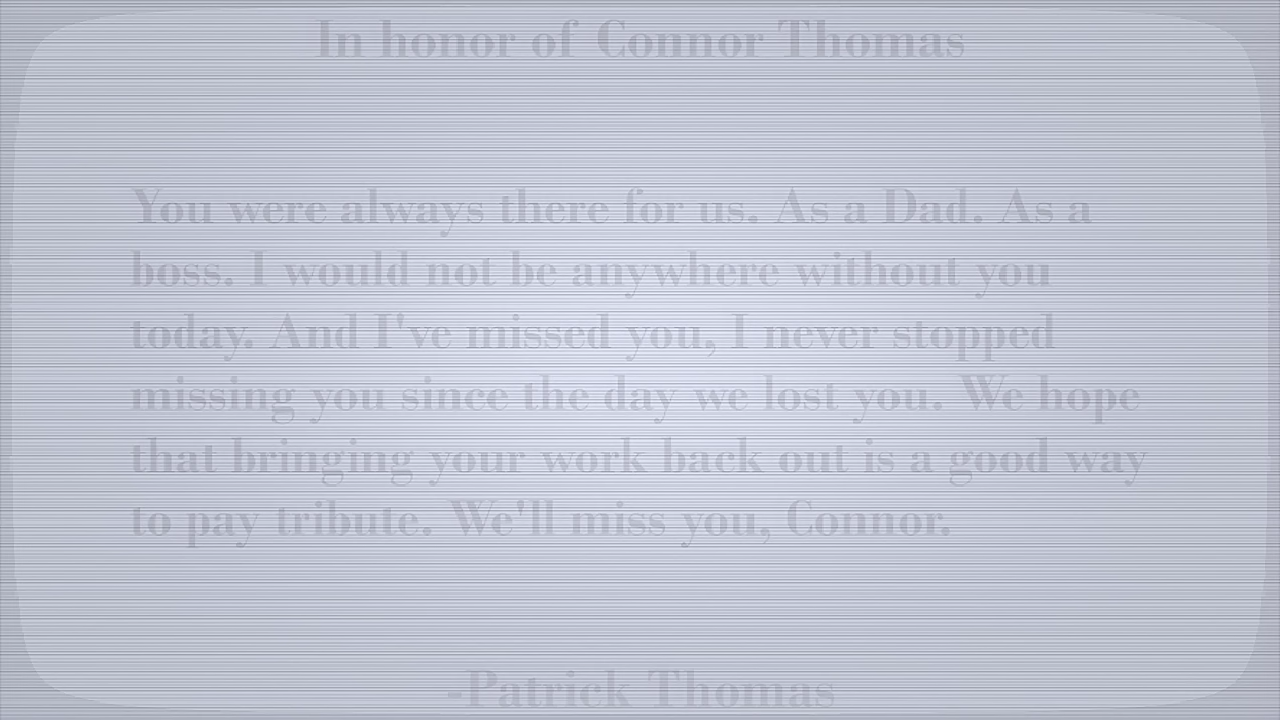 In honor of Connor Thomas
You were always there for us. As a Dad. As a
boss. I would not be anywhere without you
today. And I've missed you, I never stopped
missing you since the day we lost you. We hope
that bringing your work back out is a good way
to pay tribute. We'll miss you, Connor.
-Patrick Thomas